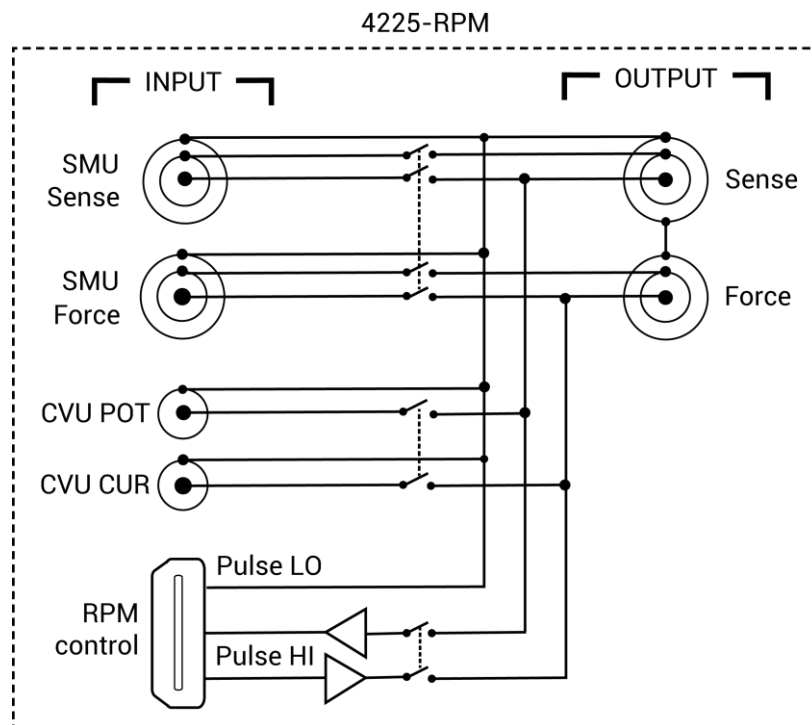 4225-RPM
INPUT
OUTPUT
SMU
Sense
Sense
SMU
Force
Force
CVU POT
CVU CUR
Pulse LO
RPM
control
Pulse HI